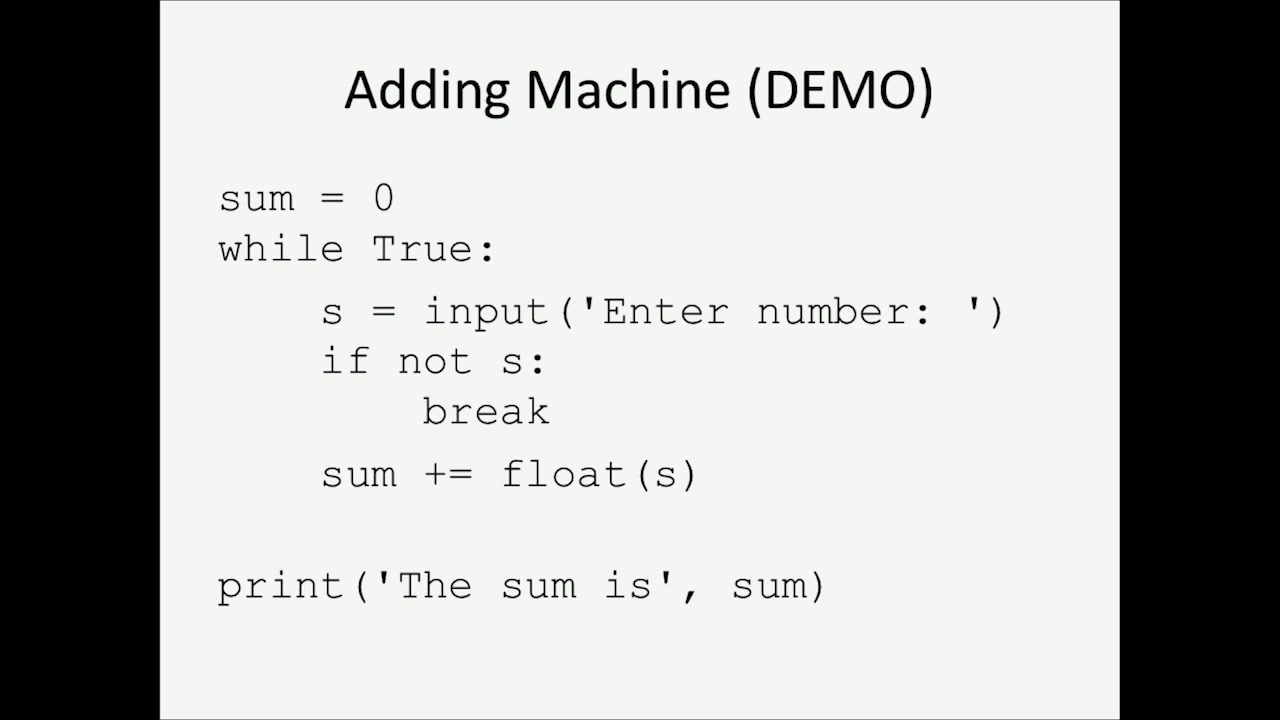 Adding Machine (DEMO)
sum = 0
while True:
    s = input('Enter number: ')
    if not s:
        break
    sum += float(s)
print('The sum is', sum)